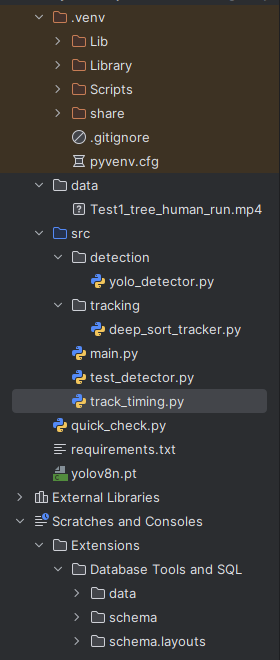 .venv
Lib
Library
Scripts
share
.gitignore
pyvenv.cfg
data
Test1_tree_human_run.mp4
src
detection
yolo_detector.py
tracking
deep_sort_tracker.py
main.py
test_detector.py
track_timing.py
quick_check.py
requirements.txt
yolov8n.pt
External Libraries
Scratches and Consoles
Extensions
Database Tools and SQL
data
schema
schema.layouts